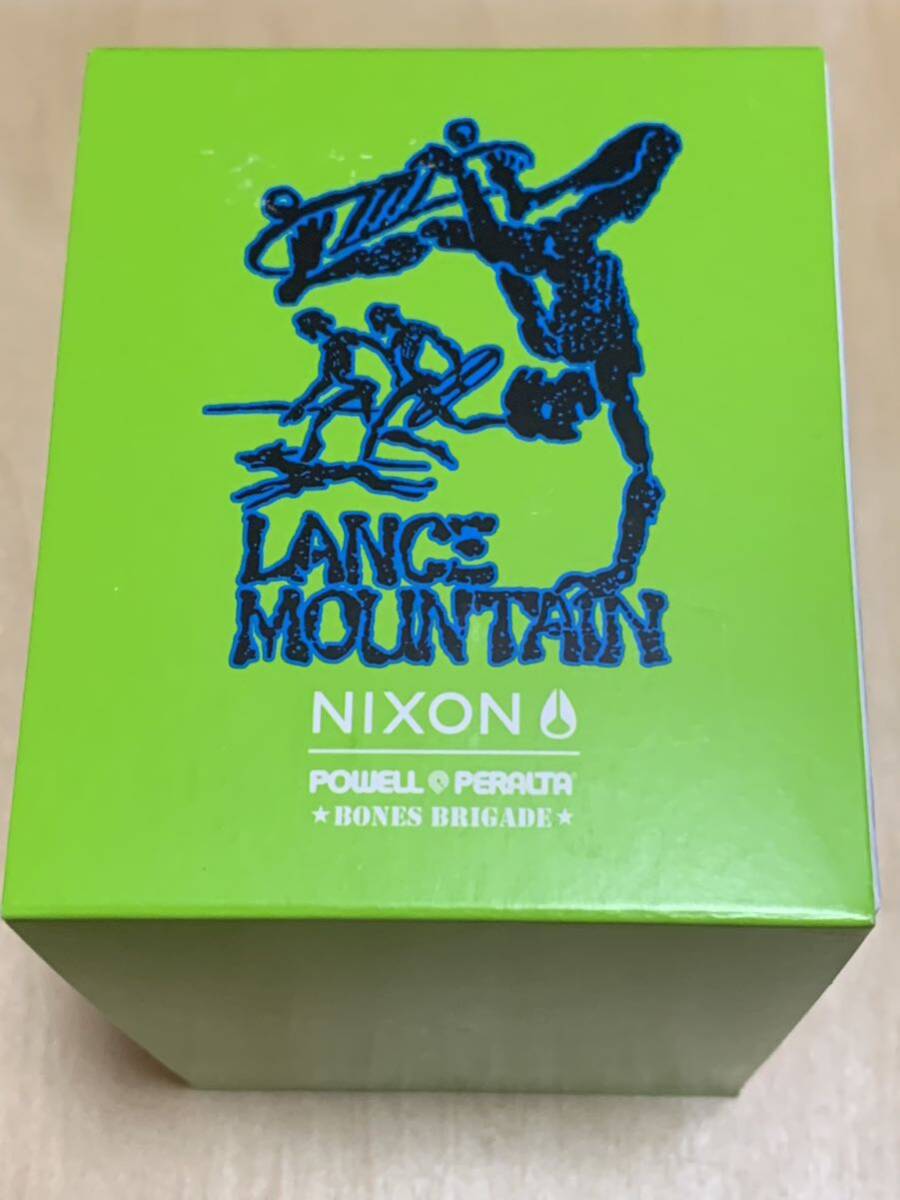 LANCE
MOUNTAIN
NIXON
POWELL PERALTA
★BONES BRIGADE★